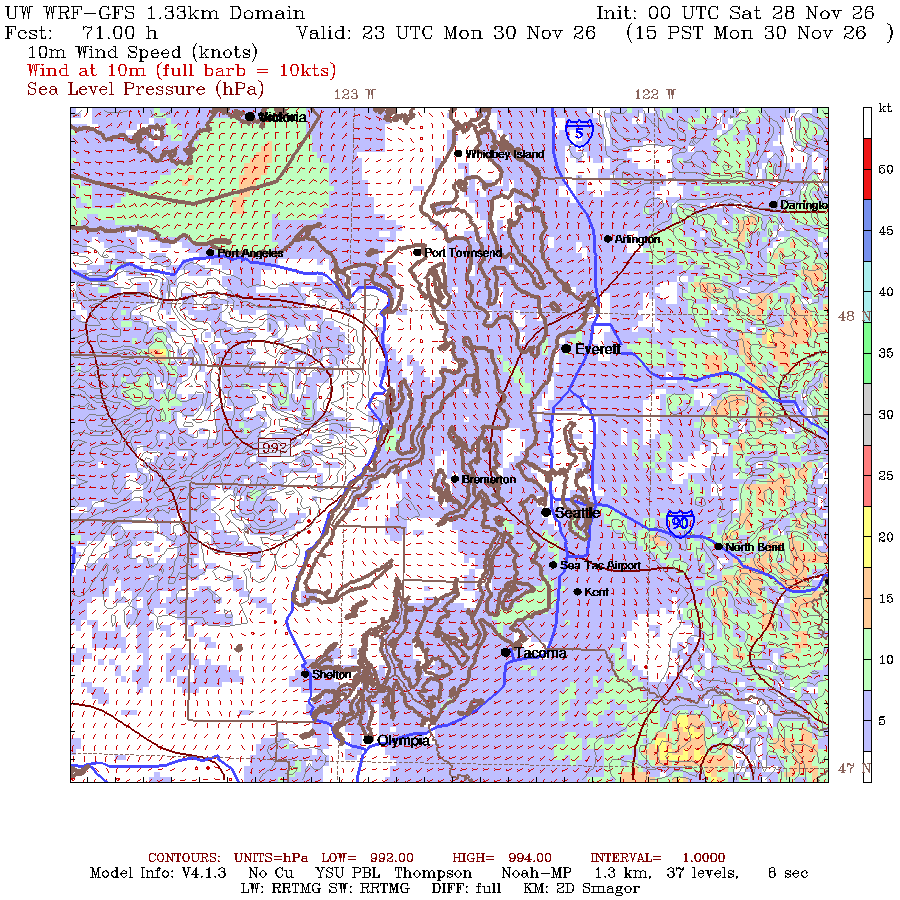 UW WRF-GFS 1.33km Domain Init: 00 UTC Sat 28 Nov 26
Fcst: 71.00 h Valid: 23 UTC Mon 30 Nov 26 (15 PST Mon 30 Nov 26 )
10m Wind Speed (knots)
Wind at 10m (full barb = 10kts)
Sea Level Pressure (hPa)
123 W 122 W
kt
Victoria
5
Whidbey Island
60
Darringto
45
Arlington
Port Angeles
Port Townsend
40
48 N
Everett
35
30
992
25
Bremerton
Seattle
90
20
North Bend
Sea Tac Airport
Kent
15
Tacoma
10
Shelton
5
Olympia
47 N
CONTOURS: UNITS=hPa LOW= 992.00 HIGH= 994.00 INTERVAL= 1.0000
Model Info: V4.1.3 No Cu YSU PBL Thompson Noah-MP 1.3 km, 37 levels, 8 sec
LW: RRTMG SW: RRTMG DIFF: full KM: 2D Smagor